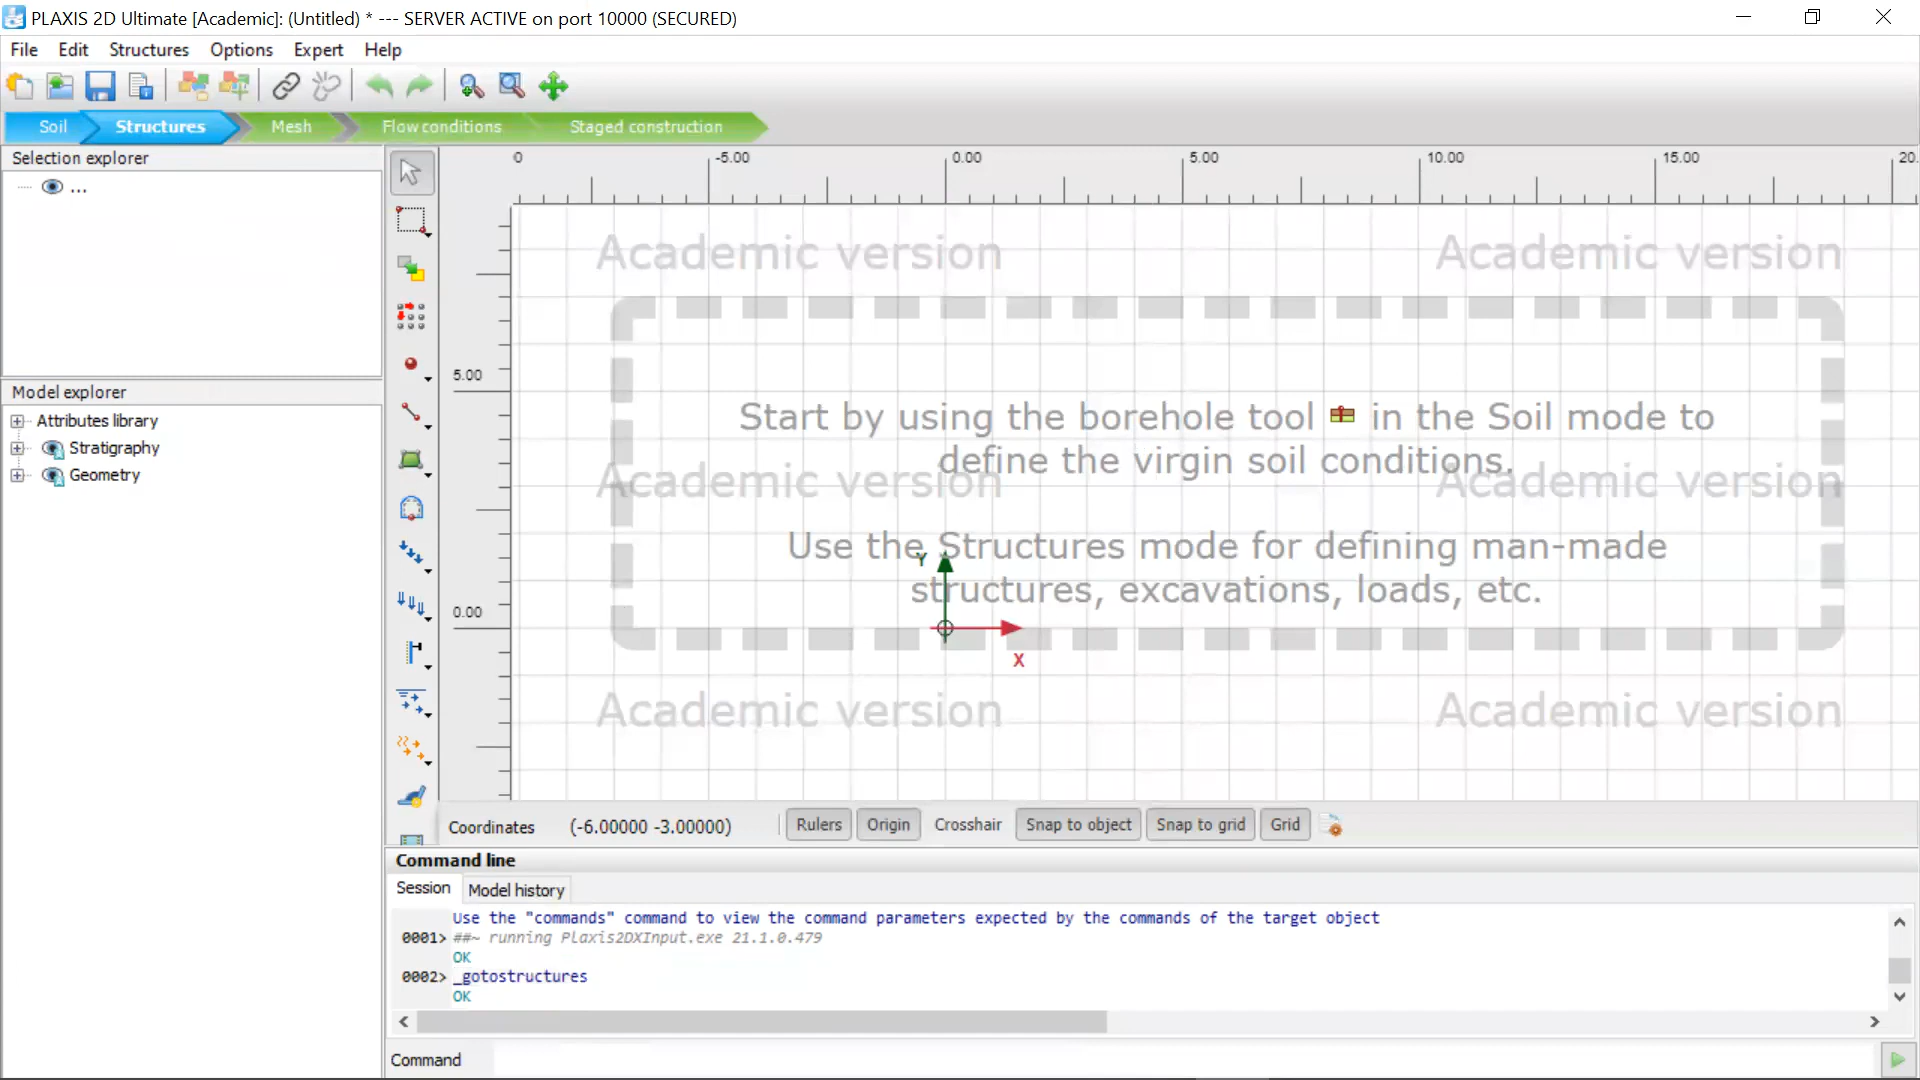 PLAXIS 2D Ultimate [Academic]: (Untitled) * --- SERVER ACTIVE on port 10000 (SECURED)
File Edit Structures Options Expert Help
Soil Structures Mesh Flow conditions Staged construction
Selection explorer
...
Model explorer
Attributes library
Stratigraphy
Geometry
0 -5.00 0.00 5.00 10.00 15.00 20.
5.00
0.00
Academic version Academic version
Start by using the borehole tool in the Soil mode to
define the virgin soil conditions.
Academic version Academic version
Use the Structures mode for defining man-made
structures, excavations, loads, etc.
Y
X
Academic version Academic version
Coordinates (-6.00000 -3.00000) Rulers Origin Crosshair Snap to object Snap to grid Grid
Command line
Session Model history
Use the "commands" command to view the command parameters expected by the commands of the target object
0001> ##~ running Plaxis2DXInput.exe 21.1.0.479
OK
0002> _gotostructures
OK
Command